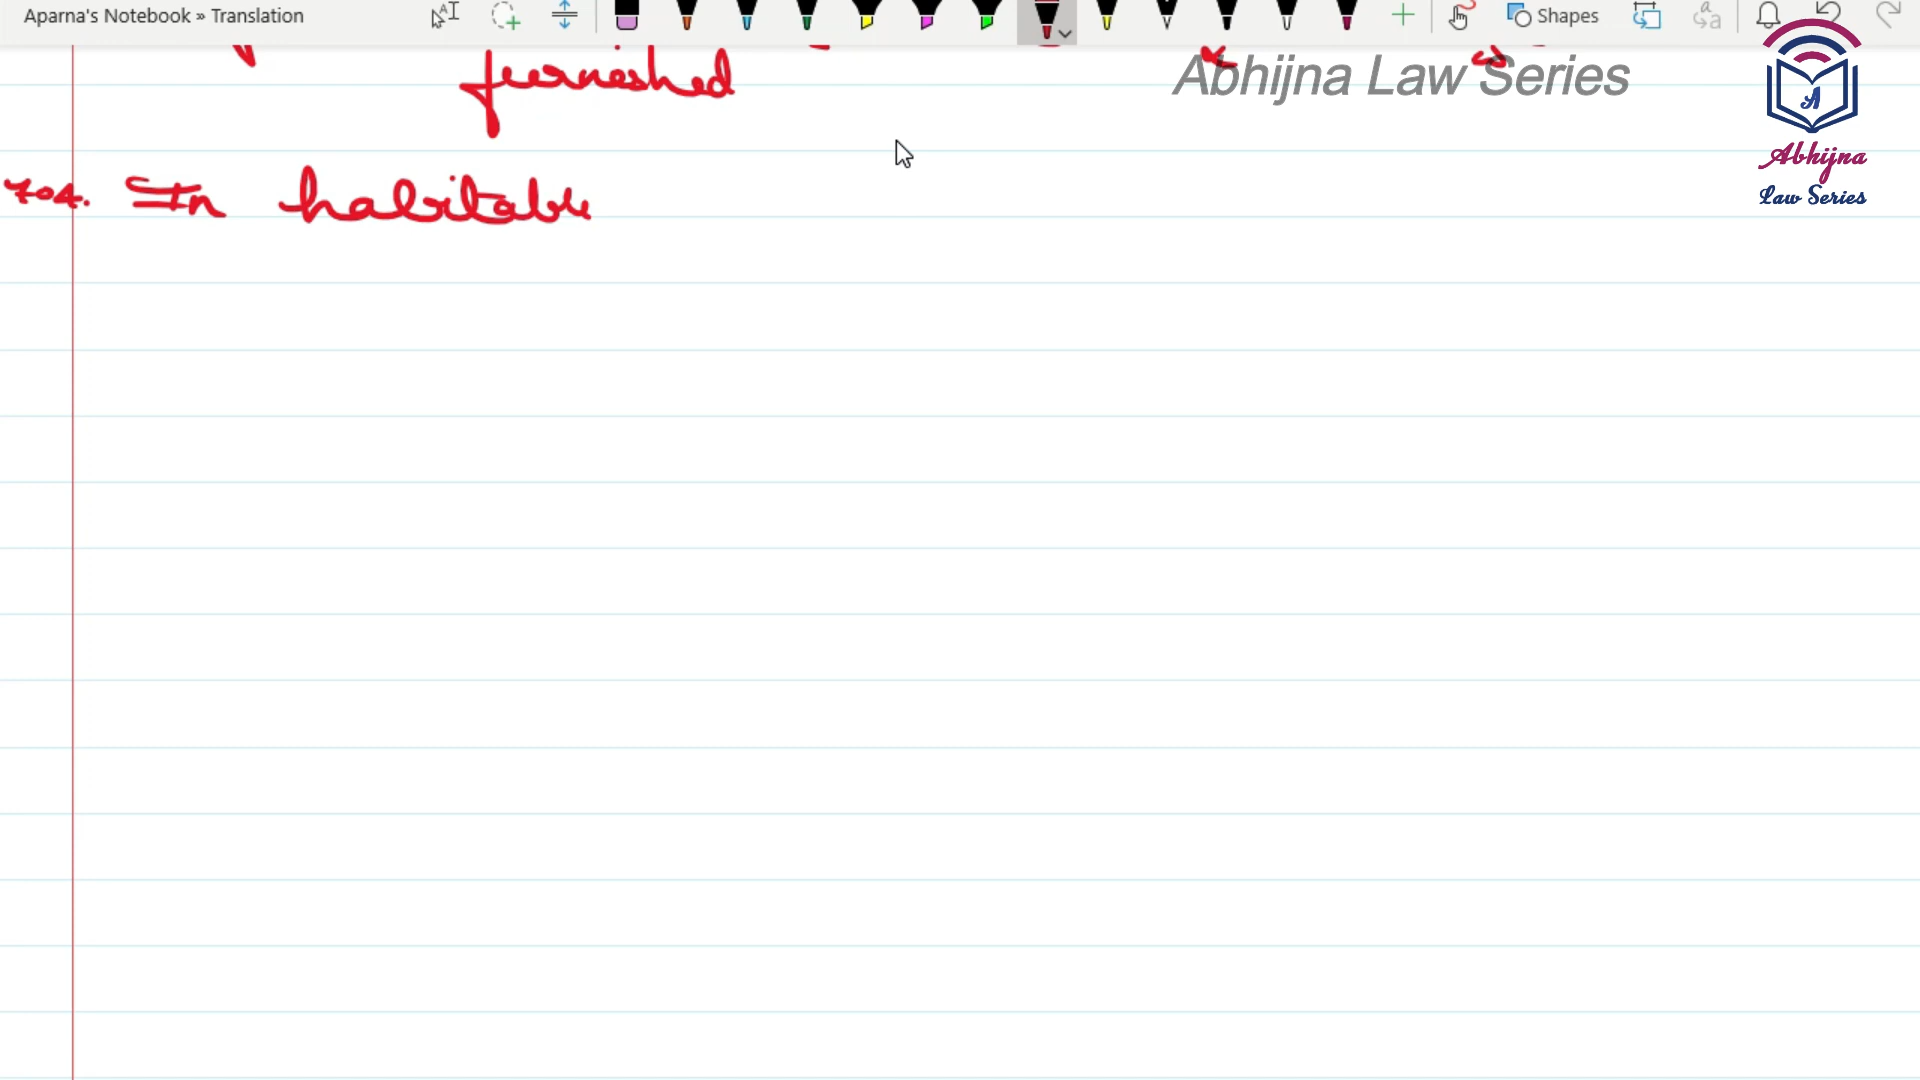 Aparna's Notebook » Translation
Shapes
furnished
Abhijna Law Series
A
Abhijna
Law Series
704. In habitable